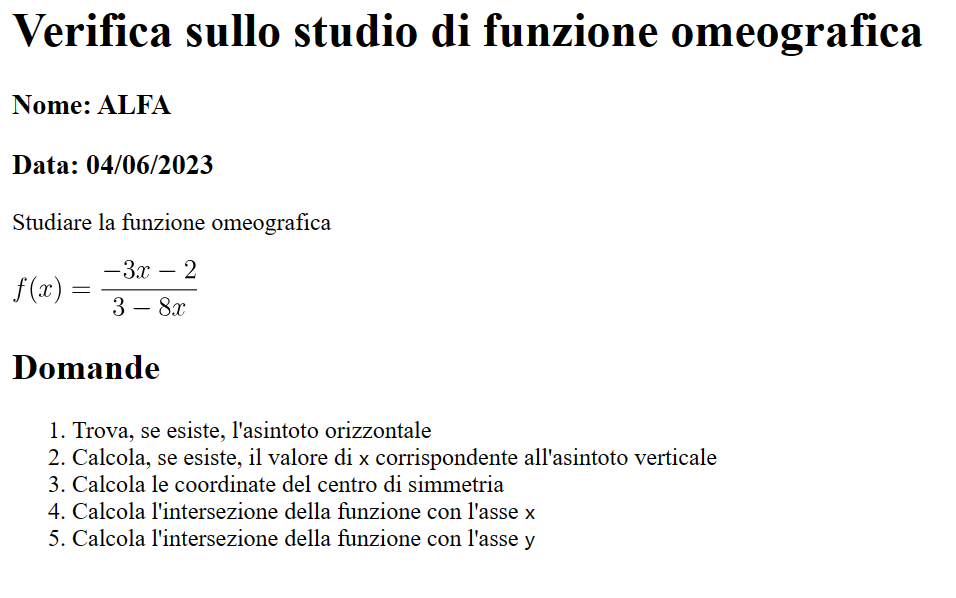 Verifica sullo studio di funzione omeografica
Nome: ALFA
Data: 04/06/2023
Studiare la funzione omeografica
f(x) = \frac{-3x - 2}{3 - 8x}
Domande
1. Trova, se esiste, l'asintoto orizzontale
2. Calcola, se esiste, il valore di x corrispondente all'asintoto verticale
3. Calcola le coordinate del centro di simmetria
4. Calcola l'intersezione della funzione con l'asse x
5. Calcola l'intersezione della funzione con l'asse y